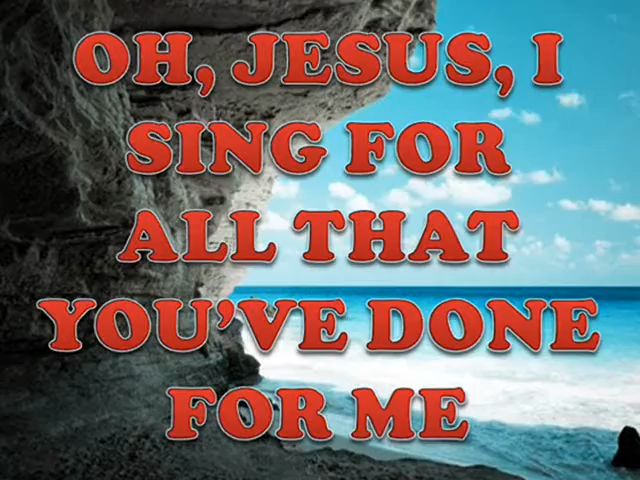 OH, JESUS, I
SING FOR
ALL THAT
YOU'VE DONE
FOR ME